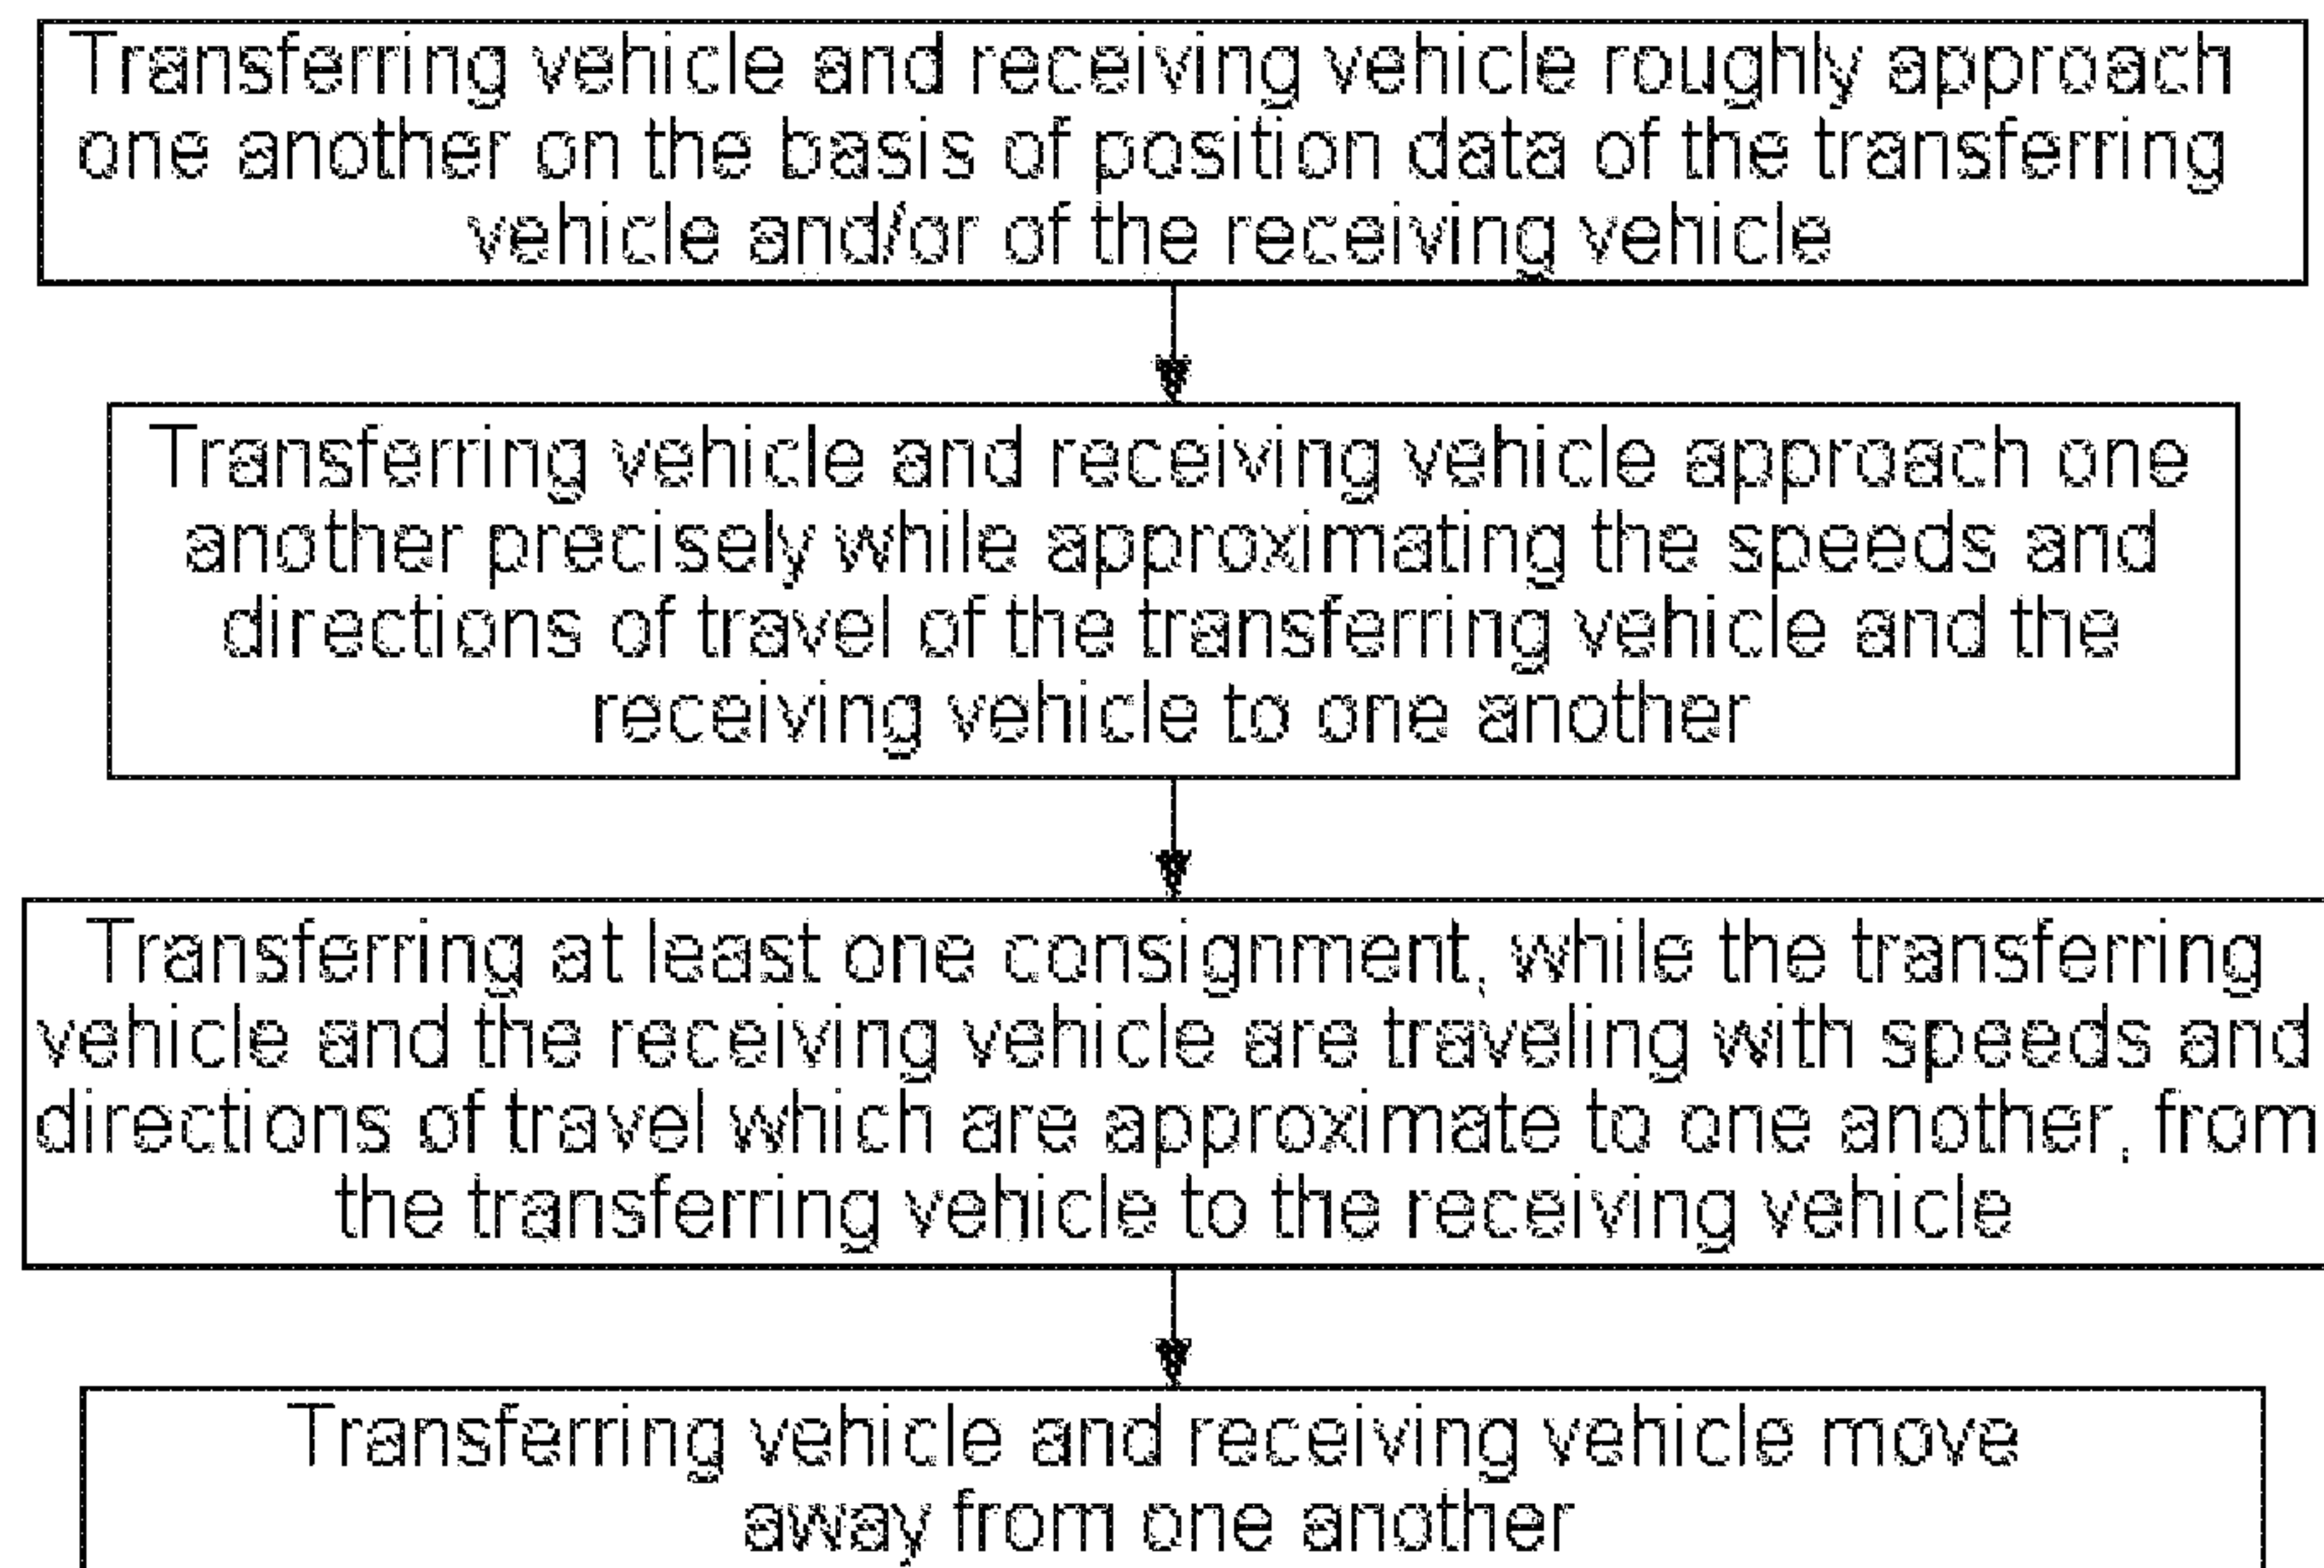 Transferring vehicle and receiving vehicle roughly approach
one another on the basis of position data of the transferring
vehicle and/or of the receiving vehicle
Transferring vehicle and receiving vehicle approach one
another precisely while approximating the speeds and
directions of travel of the transferring vehicle and the
receiving vehicle to one another
Transferring at least one consignment, while the transferring
vehicle and the receiving vehicle are traveling with speeds and
directions of travel which are approximate to one another, from
the transferring vehicle to the receiving vehicle
Transferring vehicle and receiving vehicle move
away from one another